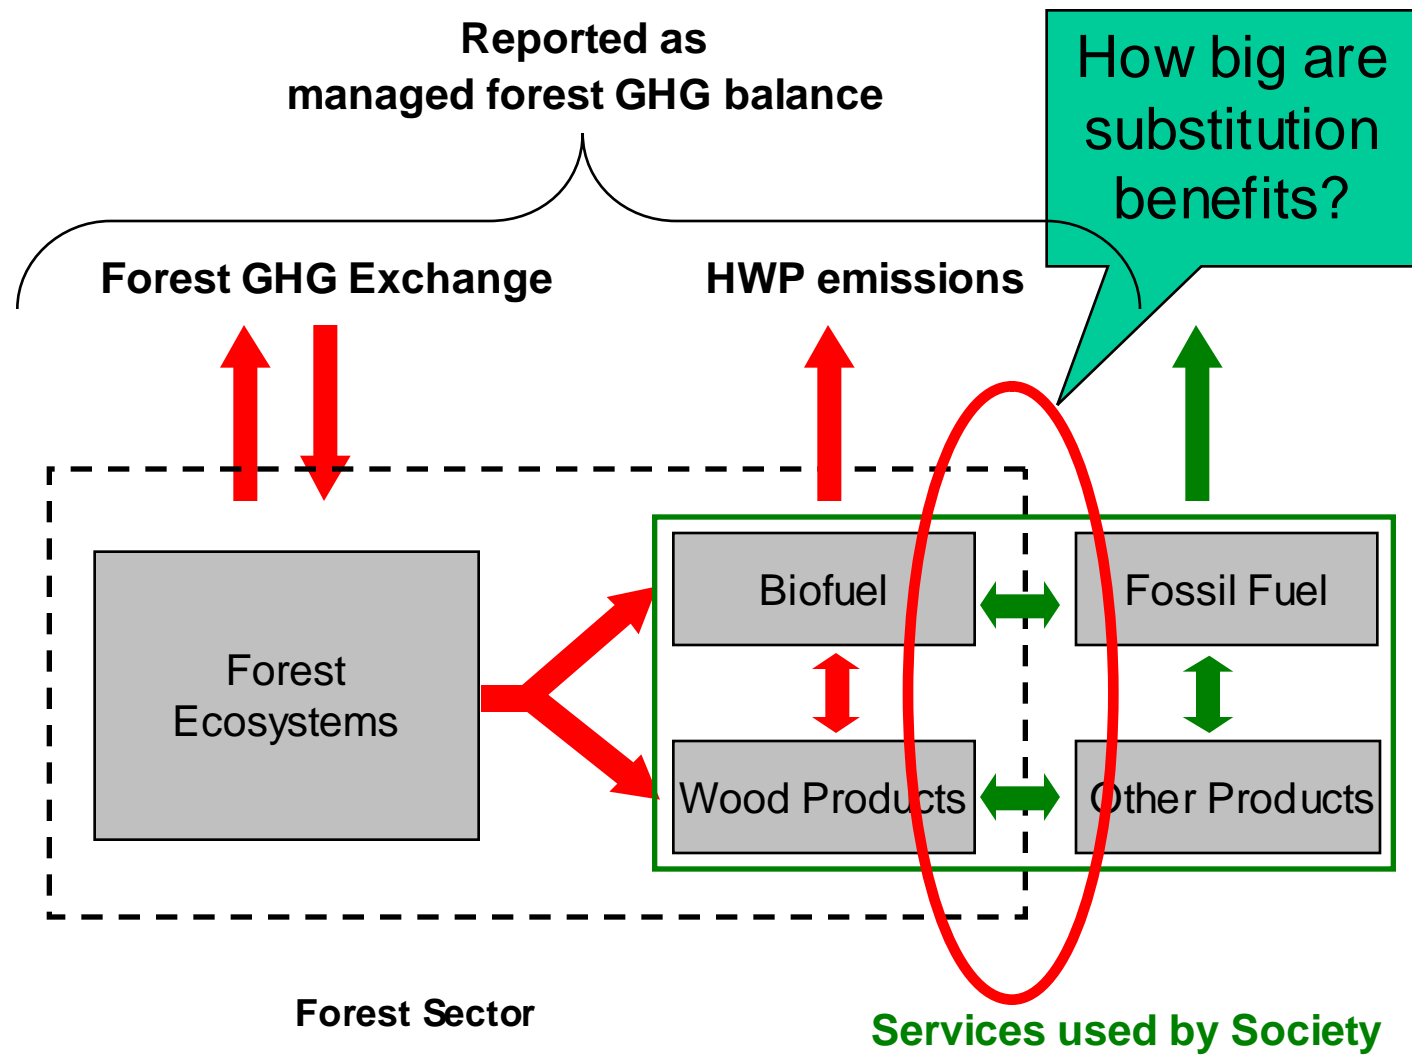 Reported as
managed forest GHG balance
How big are
substitution
benefits?
Forest GHG Exchange
HWP emissions
Biofuel
Fossil Fuel
Forest
Ecosystems
Wood Products
Other Products
Forest Sector
Services used by Society